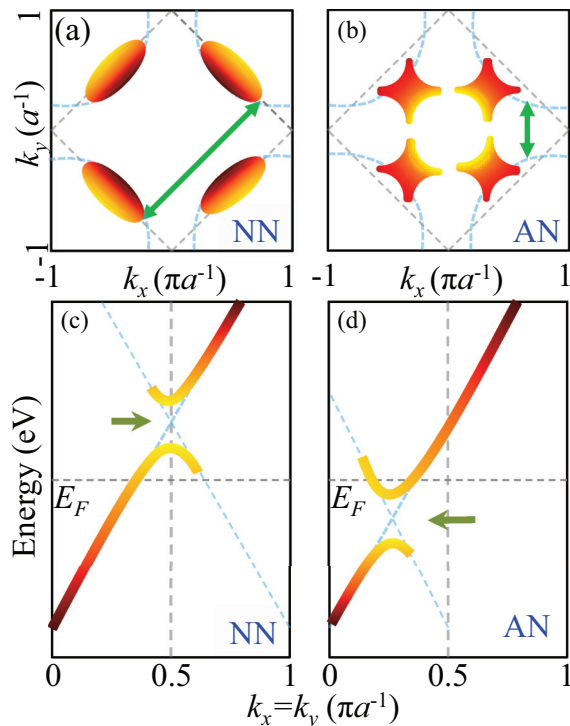 (a)
(b)
1
k_y (a⁻¹)
-1
NN
AN
-1
k_x (πa⁻¹)
1
-1
k_x (πa⁻¹)
1
(c)
(d)
Energy (eV)
E_F
E_F
NN
AN
0
0.5
1
0
0.5
1
k_x=k_y (πa⁻¹)